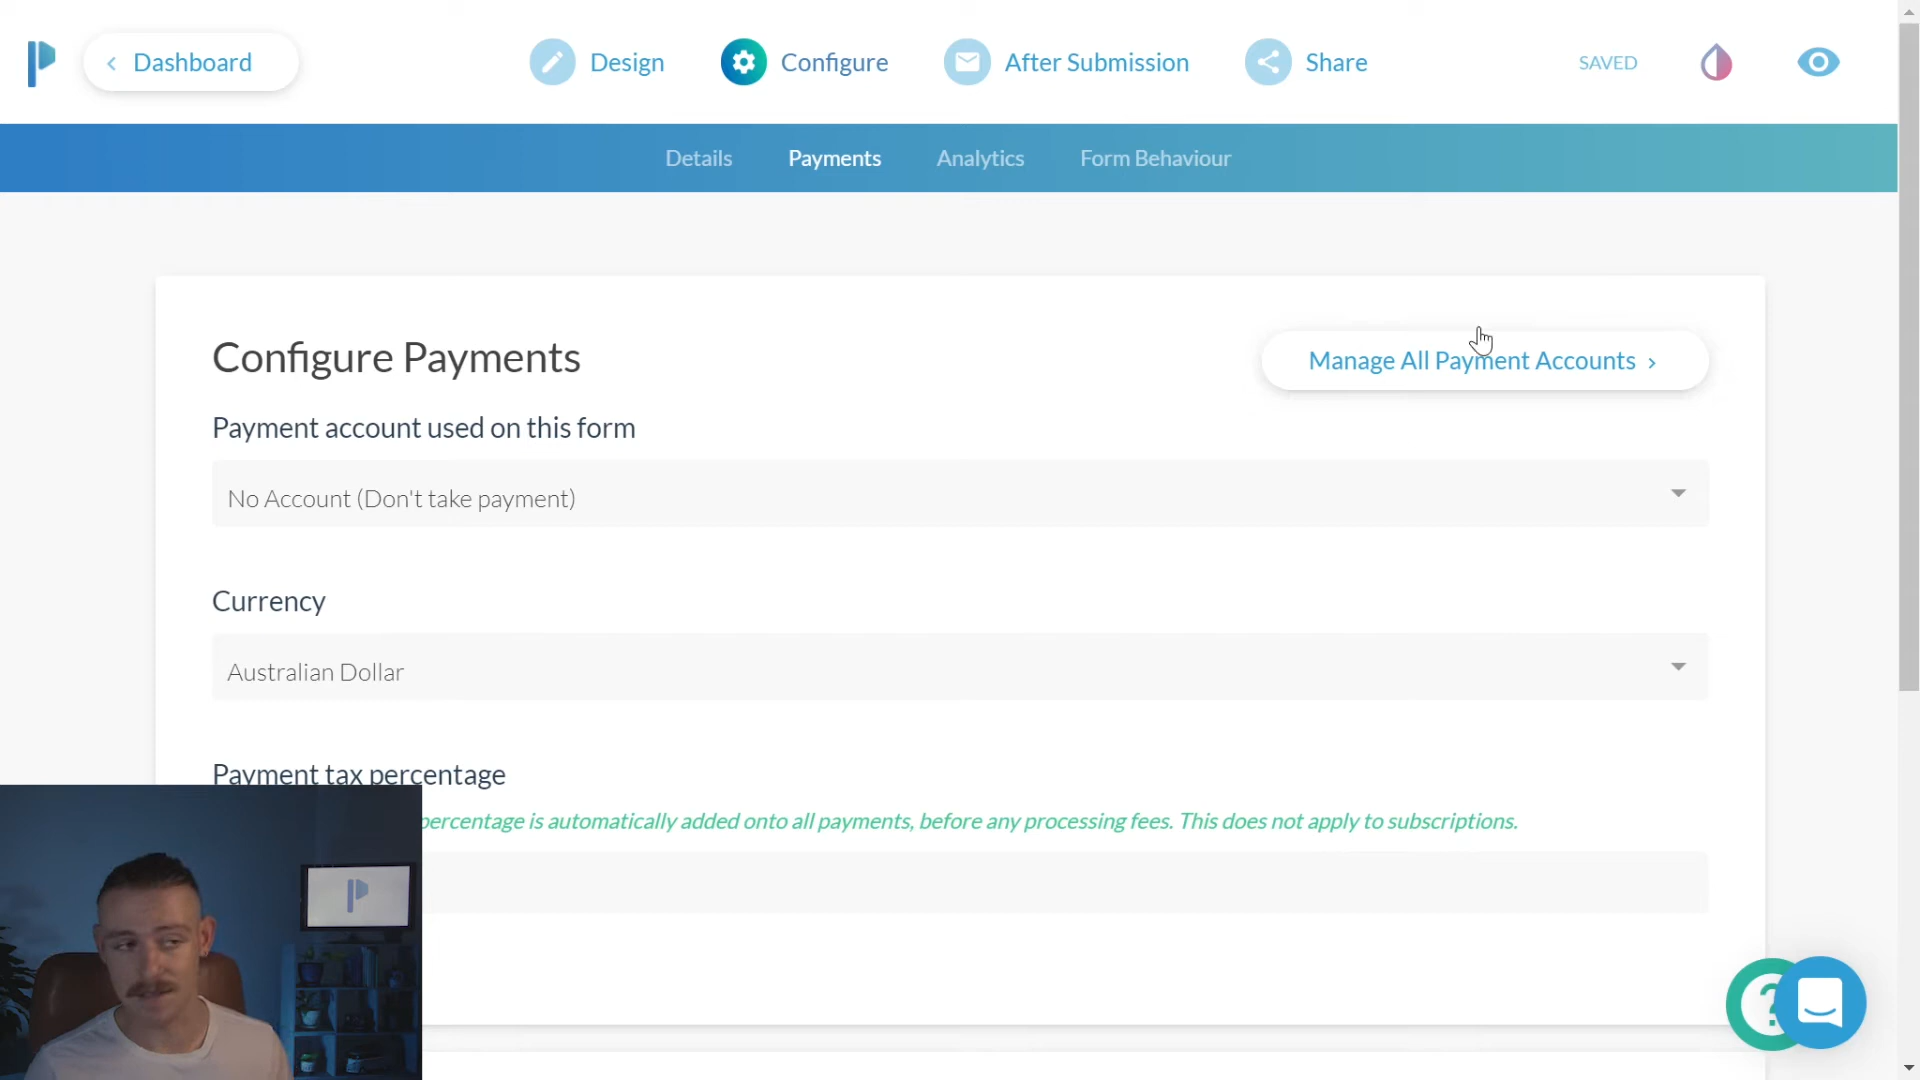 Dashboard
Design
Configure
After Submission
Share
SAVED
Details
Payments
Analytics
Form Behaviour
Configure Payments
Manage All Payment Accounts
Payment account used on this form
No Account (Don't take payment)
Currency
Australian Dollar
Payment tax percentage
percentage is automatically added onto all payments, before any processing fees. This does not apply to subscriptions.